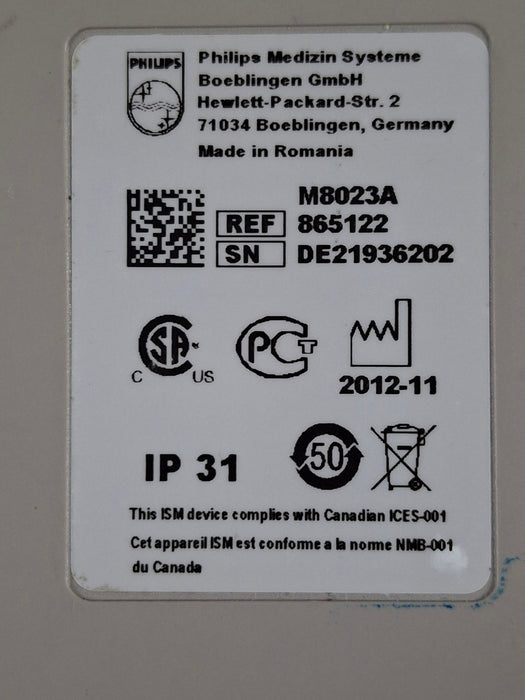 PHILIPS
Philips Medizin Systeme
Boeblingen GmbH
Hewlett-Packard-Str. 2
71034 Boeblingen, Germany
Made in Romania
M8023A
REF 865122
SN DE21936202
SA
C US
PCT
2012-11
IP 31
50
This ISM device complies with Canadian ICES-001
Cet appareil ISM est conforme a la norme NMB-001
du Canada